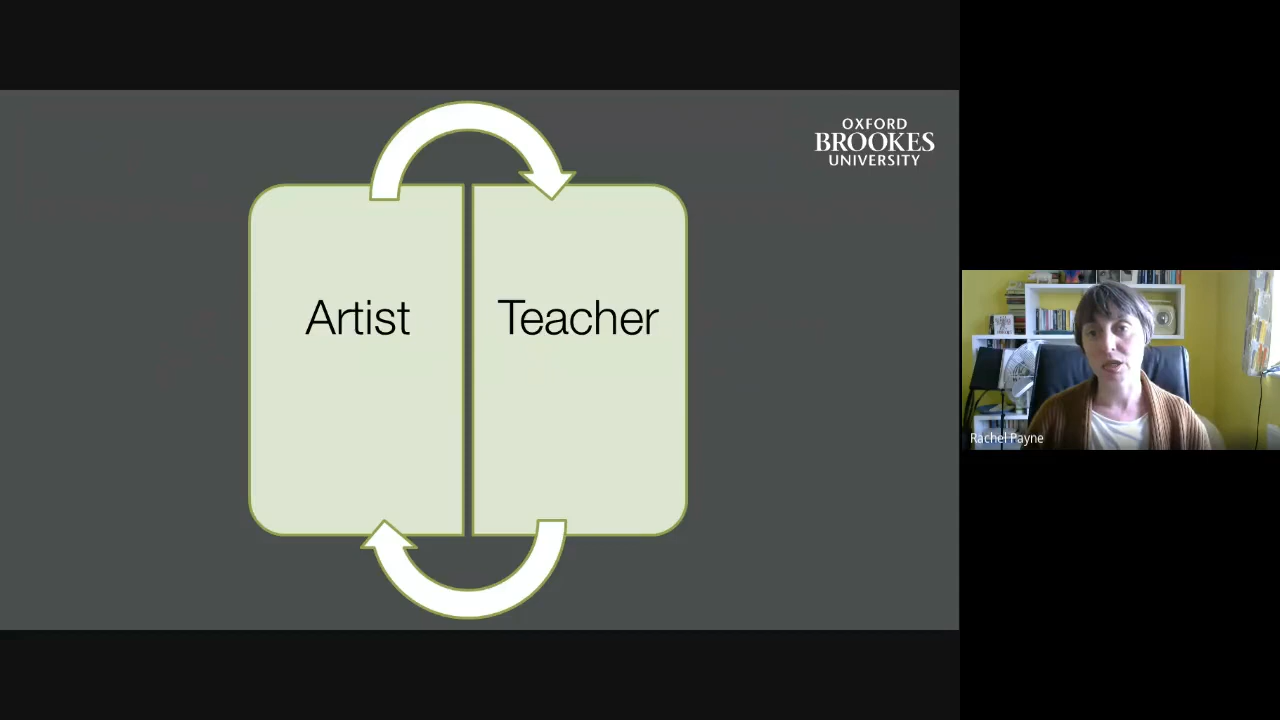 OXFORD
BROOKES
UNIVERSITY
Artist
Teacher
Rachel Payne